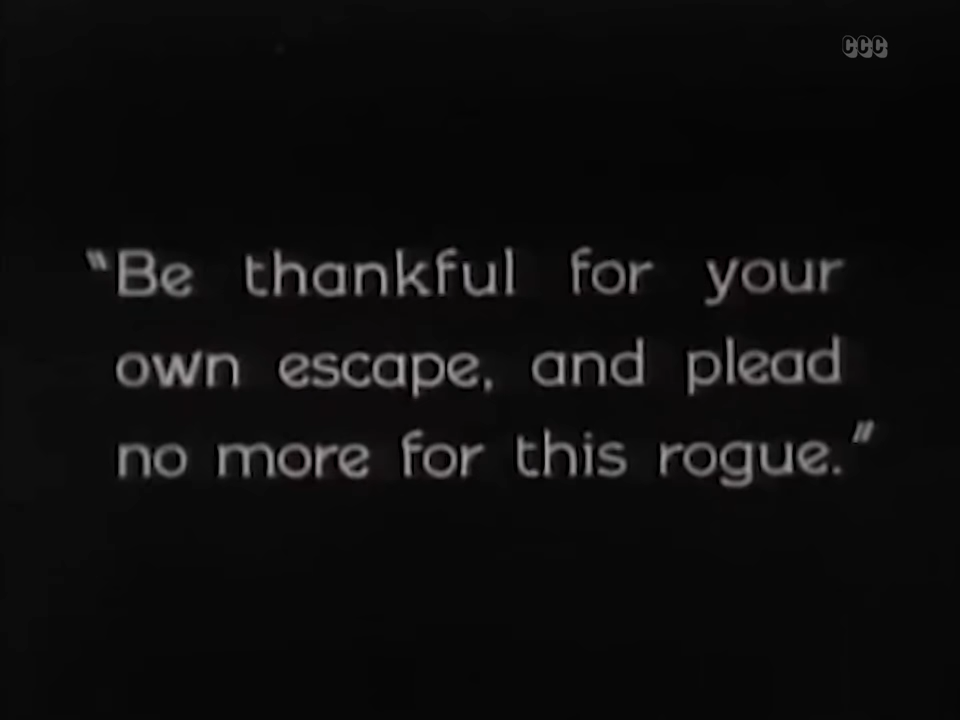 CCC
"Be thankful for your
own escape, and plead
no more for this rogue."